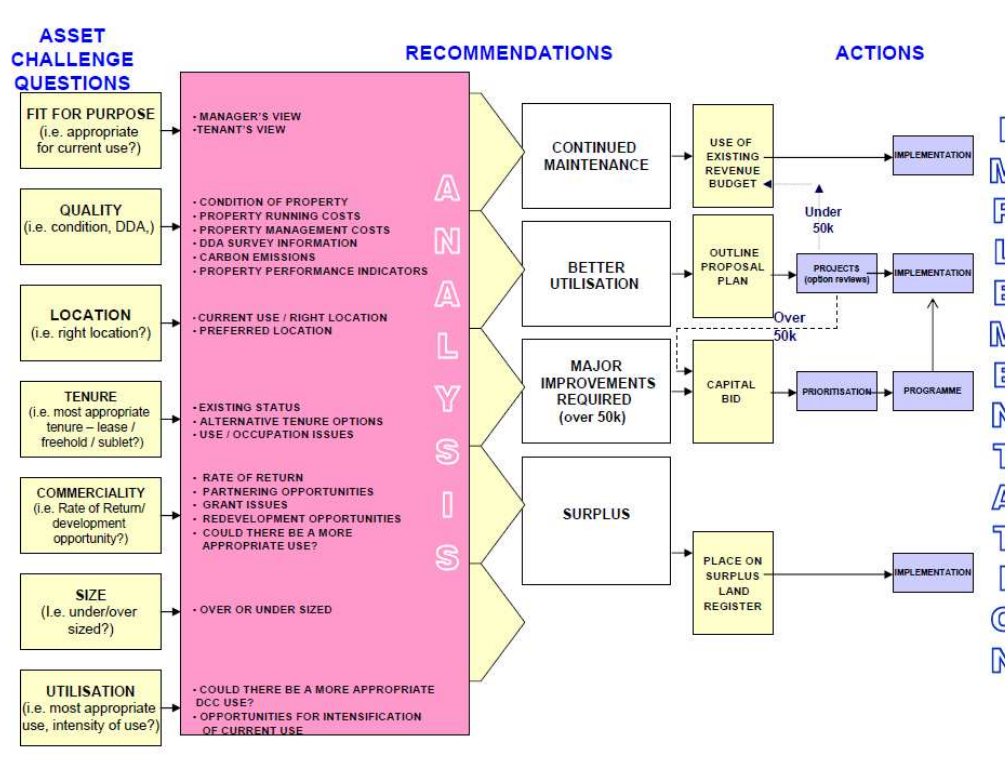 ASSET
CHALLENGE
QUESTIONS
RECOMMENDATIONS
ACTIONS
FIT FOR PURPOSE
(i.e. appropriate
for current use?)
QUALITY
(i.e. condition, DDA,)
LOCATION
(i.e. right location?)
TENURE
(i.e. most appropriate
tenure – lease /
freehold / sublet?)
COMMERCIALITY
(i.e. Rate of Return/
development
opportunity?)
SIZE
(I.e. under/over
sized?)
UTILISATION
(i.e. most appropriate
use, intensity of use?)
• MANAGER'S VIEW
•TENANT'S VIEW
• CONDITION OF PROPERTY
• PROPERTY RUNNING COSTS
• PROPERTY MANAGEMENT COSTS
• DDA SURVEY INFORMATION
• CARBON EMISSIONS
• PROPERTY PERFORMANCE INDICATORS
• CURRENT USE / RIGHT LOCATION
• PREFERRED LOCATION
• EXISTING STATUS
• ALTERNATIVE TENURE OPTIONS
• USE / OCCUPATION ISSUES
• RATE OF RETURN
• PARTNERING OPPORTUNITIES
• GRANT ISSUES
• REDEVELOPMENT OPPORTUNITIES
• COULD THERE BE A MORE
APPROPRIATE USE?
• OVER OR UNDER SIZED
• COULD THERE BE A MORE APPROPRIATE
DCC USE?
• OPPORTUNITIES FOR INTENSIFICATION
OF CURRENT USE
ANALYSIS
CONTINUED
MAINTENANCE
BETTER
UTILISATION
MAJOR
IMPROVEMENTS
REQUIRED
(over 50k)
SURPLUS
USE OF
EXISTING
REVENUE
BUDGET
OUTLINE
PROPOSAL
PLAN
CAPITAL
BID
PLACE ON
SURPLUS
LAND
REGISTER
Under
50k
PROJECTS
(option reviews)
Over
50k
PRIORITISATION
PROGRAMME
IMPLEMENTATION
IMPLEMENTATION
IMPLEMENTATION
IMPLEMENTATION